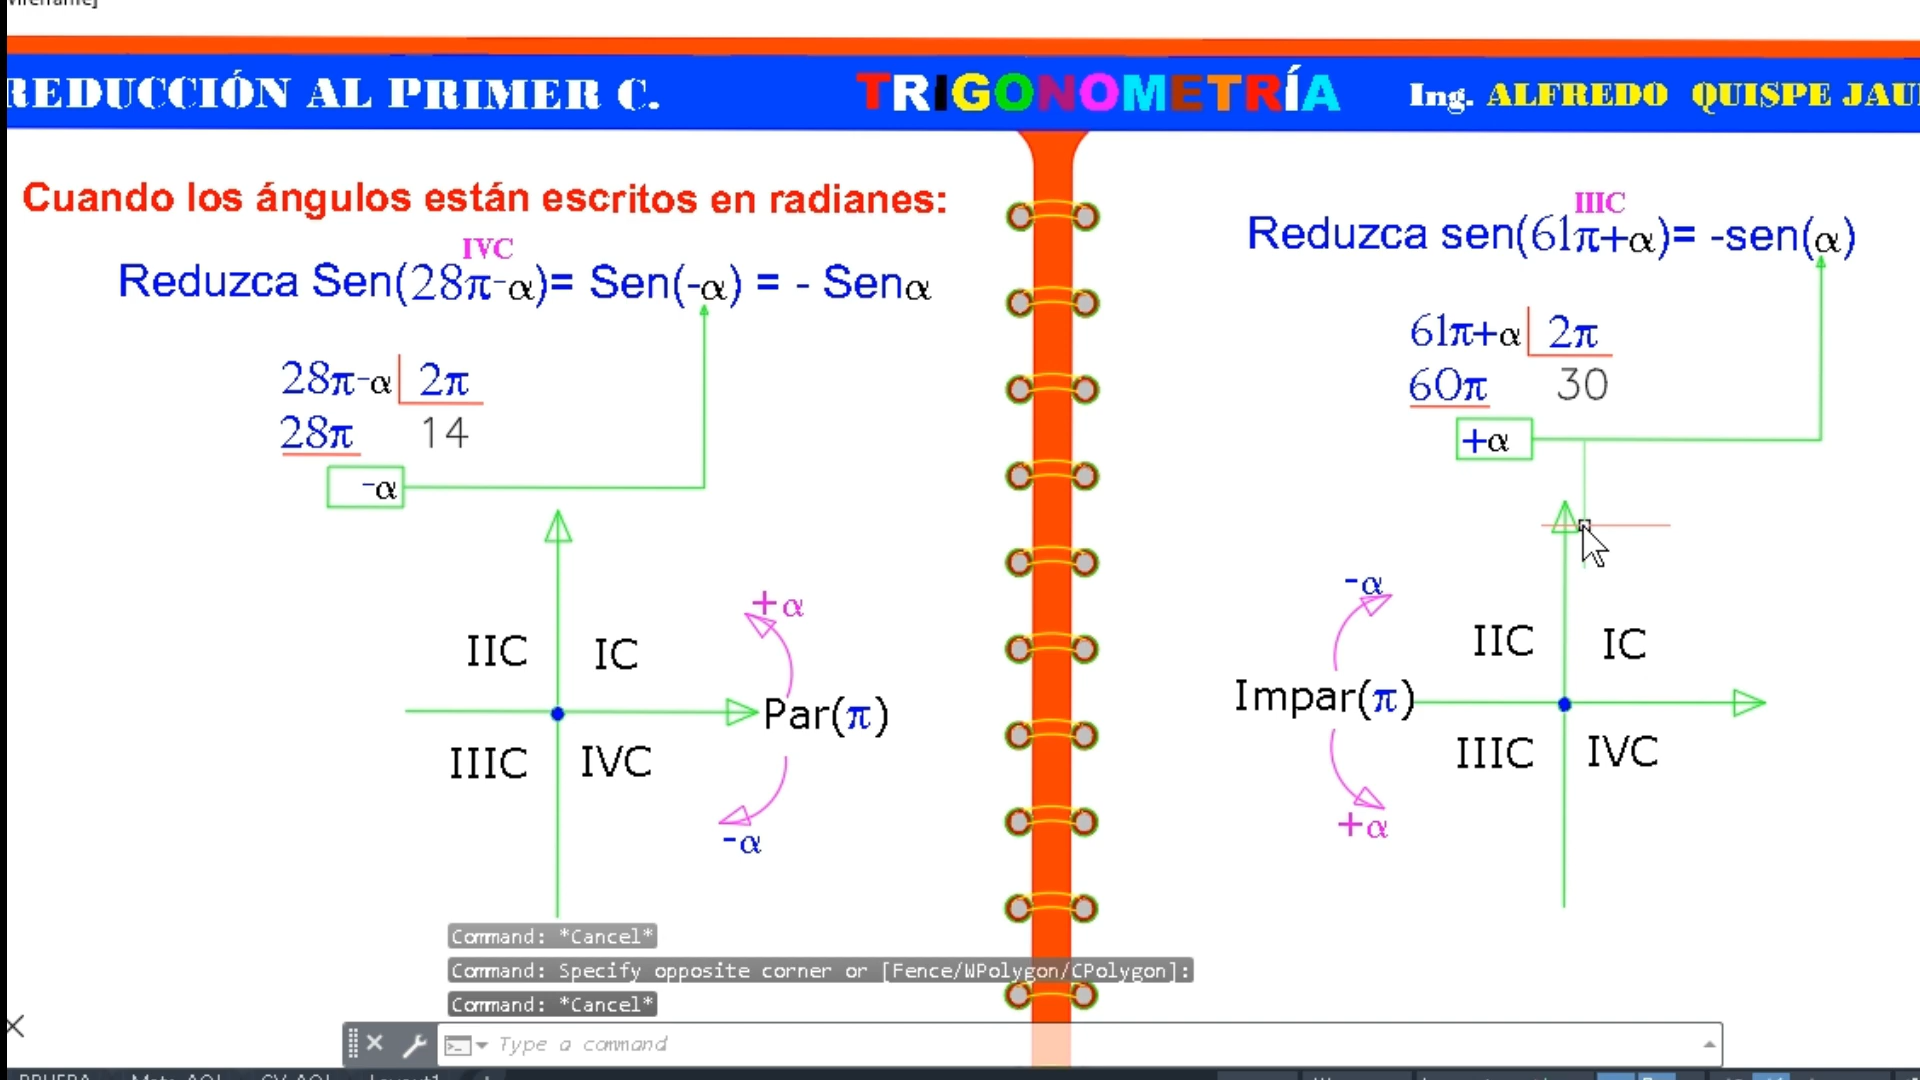 REDUCCIÓN AL PRIMER C.
TRIGONOMETRÍA
Ing. ALFREDO QUISPE
Cuando los ángulos están escritos en radianes:
IVC
Reduzca Sen(28π-α)= Sen(-α) = - Senα
28π-α 2π
28π 14
-α
+α
IIC IC
Par(π)
IIIC IVC
-α
IIIC
Reduzca sen(61π+α)= -sen(α)
61π+α 2π
60π 30
+α
-α
IIC IC
Impar(π)
IIIC IVC
+α
Command: *Cancel*
Command: Specify opposite corner or [Fence/WPolygon/CPolygon]:
Command: *Cancel*
Type a command